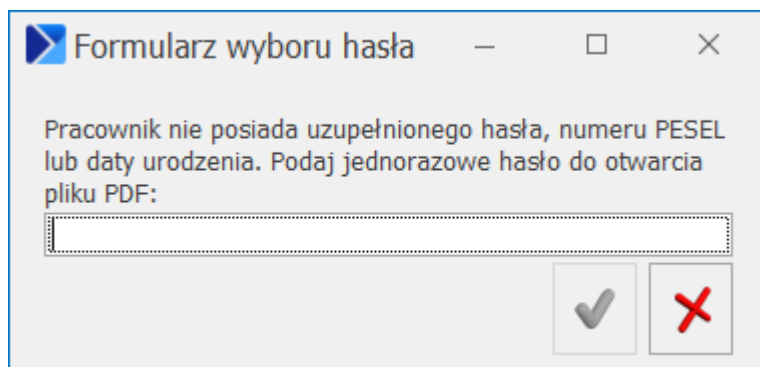 Formularz wyboru hasła
Pracownik nie posiada uzupełnionego hasła, numeru PESEL
lub daty urodzenia. Podaj jednorazowe hasło do otwarcia
pliku PDF: